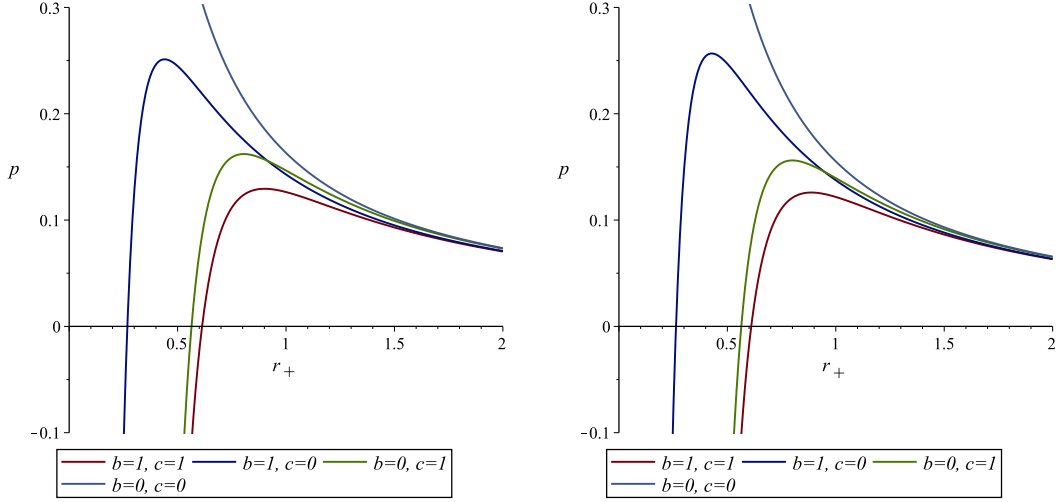 0.3
0.2
p
0.1
0
0.5
1
1.5
2
r+
−0.1
b=1, c=1
b=1, c=0
b=0, c=1
b=0, c=0
0.3
0.2
p
0.1
0
0.5
1
1.5
2
r+
−0.1
b=1, c=1
b=1, c=0
b=0, c=1
b=0, c=0